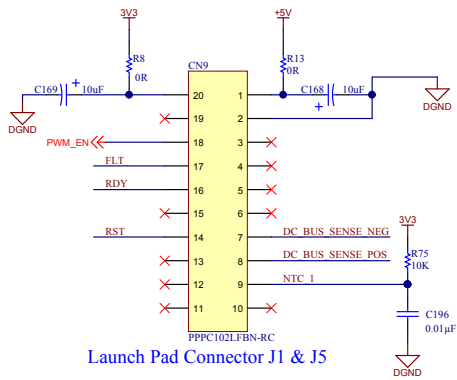 3V3
+5V
R8
0R
CN9
R13
0R
C169
+
10uF
C168
10uF
+
20
1
DGND
19
2
DGND
PWM_EN
18
3
FLT
17
4
RDY
16
5
15
6
3V3
RST
14
7
DC_BUS_SENSE_NEG
13
8
DC_BUS_SENSE_POS
R75
10K
12
9
NTC_1
11
10
C196
0.01µF
PPPC102LFBN-RC
Launch Pad Connector J1 & J5
DGND